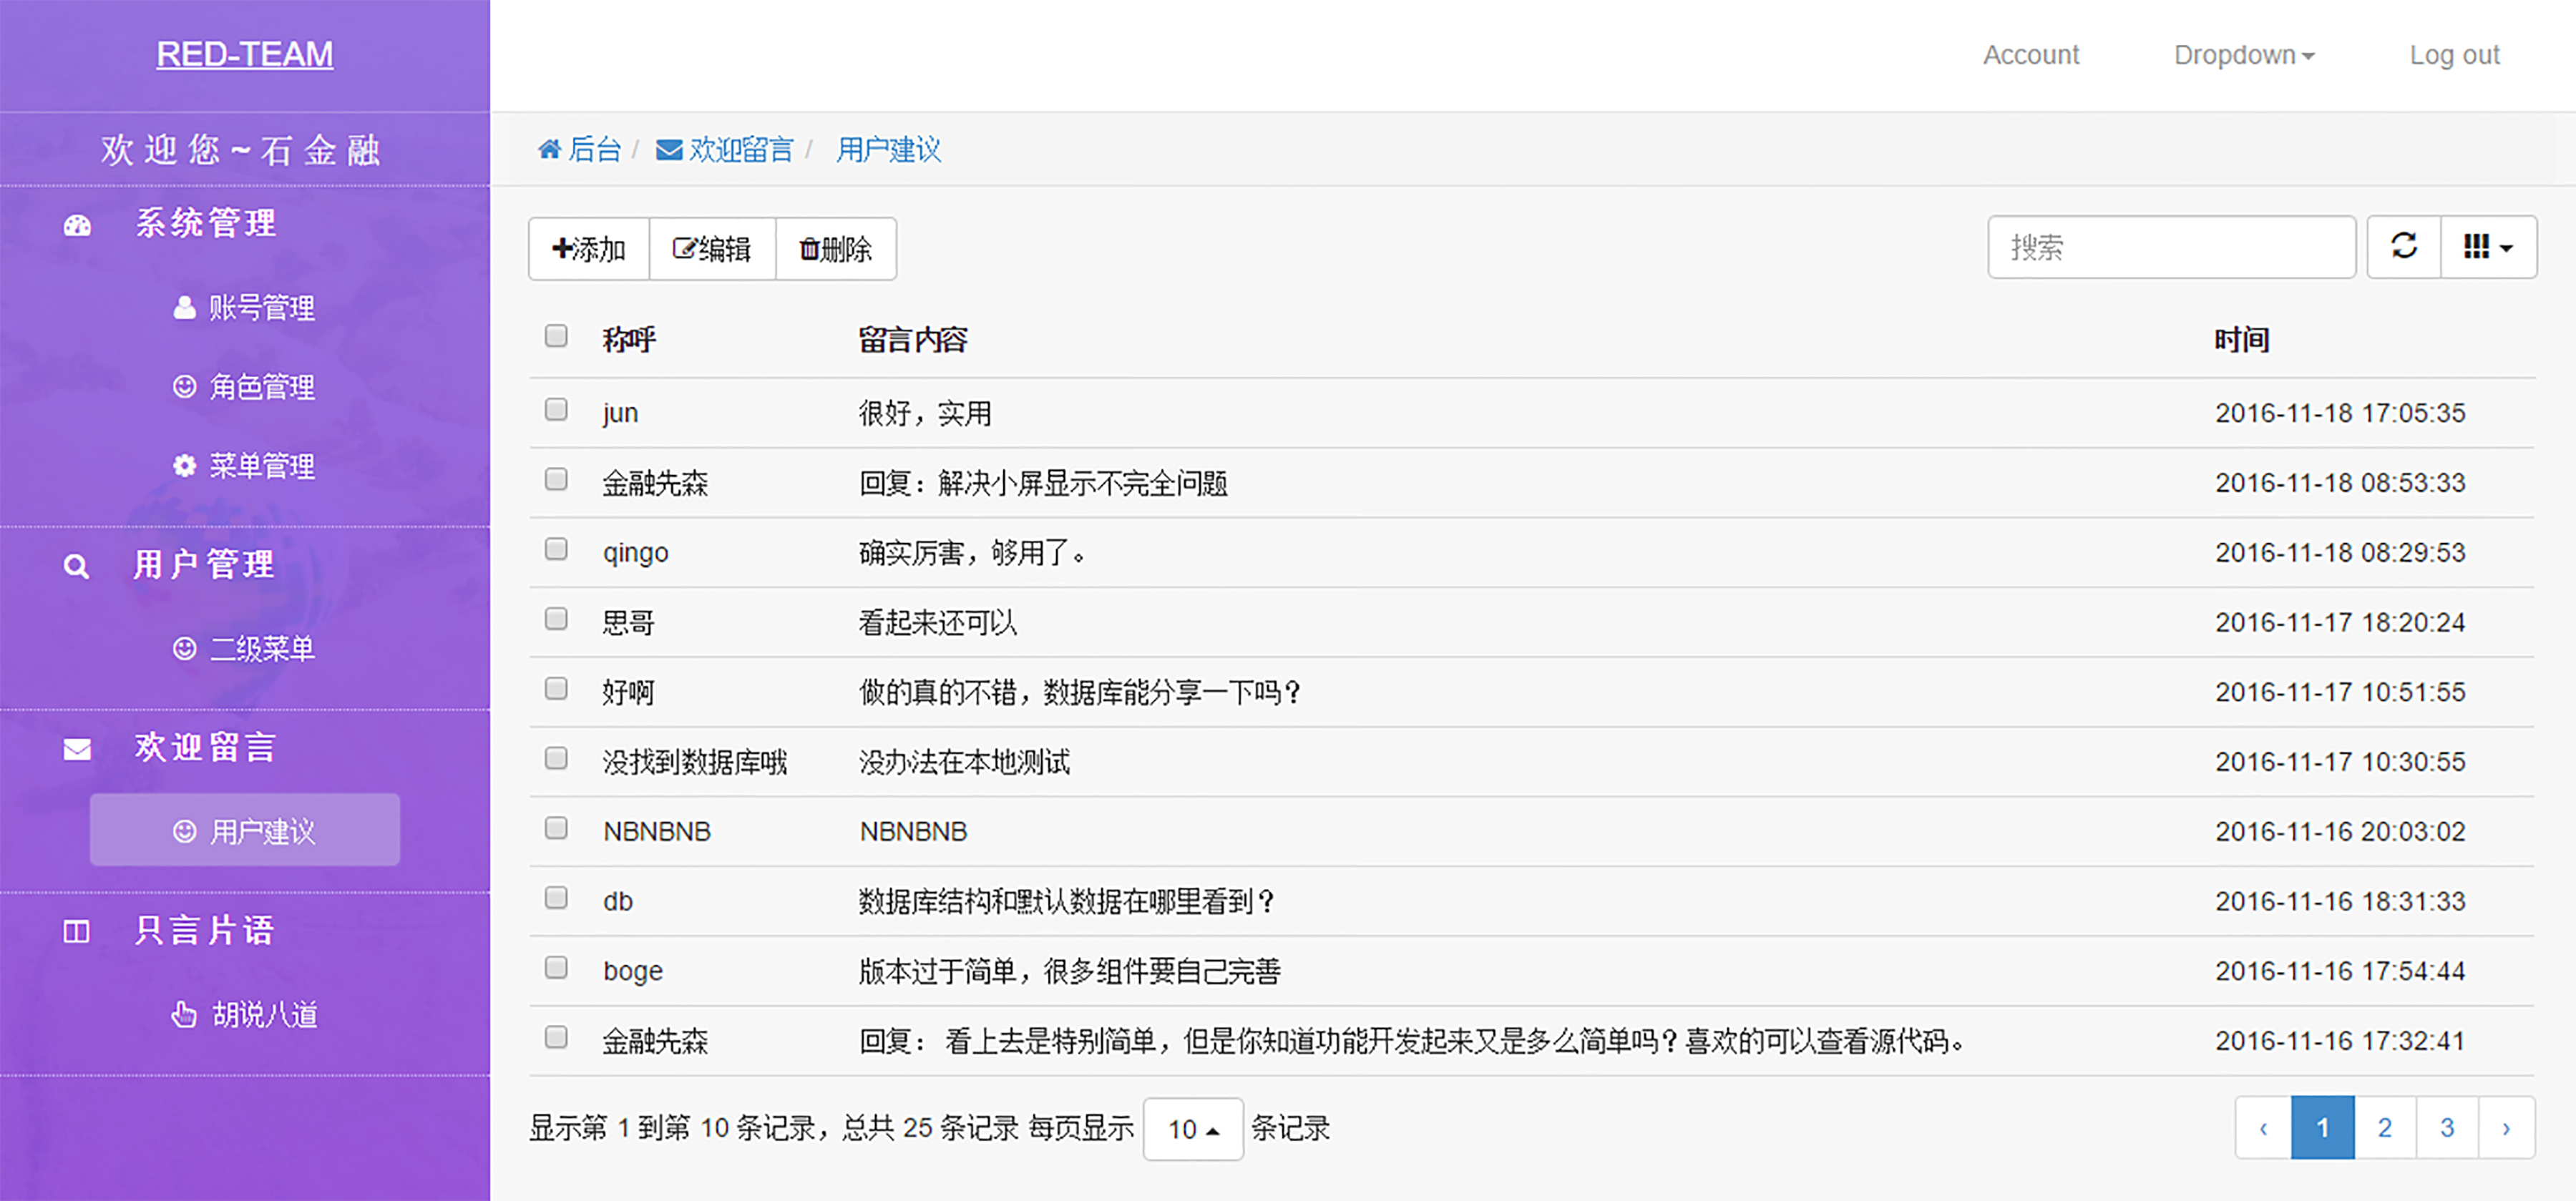 RED-TEAM
Account Dropdown Log out
欢迎您~石金融
后台 / 欢迎留言 / 用户建议
系统管理
账号管理
角色管理
菜单管理
用户管理
二级菜单
欢迎留言
用户建议
只言片语
胡说八道
添加 编辑 删除 搜索
称呼 留言内容 时间
jun 很好，实用 2016-11-18 17:05:35
金融先森 回复：解决小屏显示不完全问题 2016-11-18 08:53:33
qingo 确实厉害，够用了。 2016-11-18 08:29:53
思哥 看起来还可以 2016-11-17 18:20:24
好啊 做的真的不错，数据库能分享一下吗？ 2016-11-17 10:51:55
没找到数据库哦 没办法在本地测试 2016-11-17 10:30:55
NBNBNB NBNBNB 2016-11-16 20:03:02
db 数据库结构和默认数据在哪里看到？ 2016-11-16 18:31:33
boge 版本过于简单，很多组件要自己完善 2016-11-16 17:54:44
金融先森 回复： 看上去是特别简单，但是你知道功能开发起来又是多么简单吗？喜欢的可以查看源代码。 2016-11-16 17:32:41
显示第 1 到第 10 条记录，总共 25 条记录 每页显示 10 条记录 ‹ 1 2 3 ›